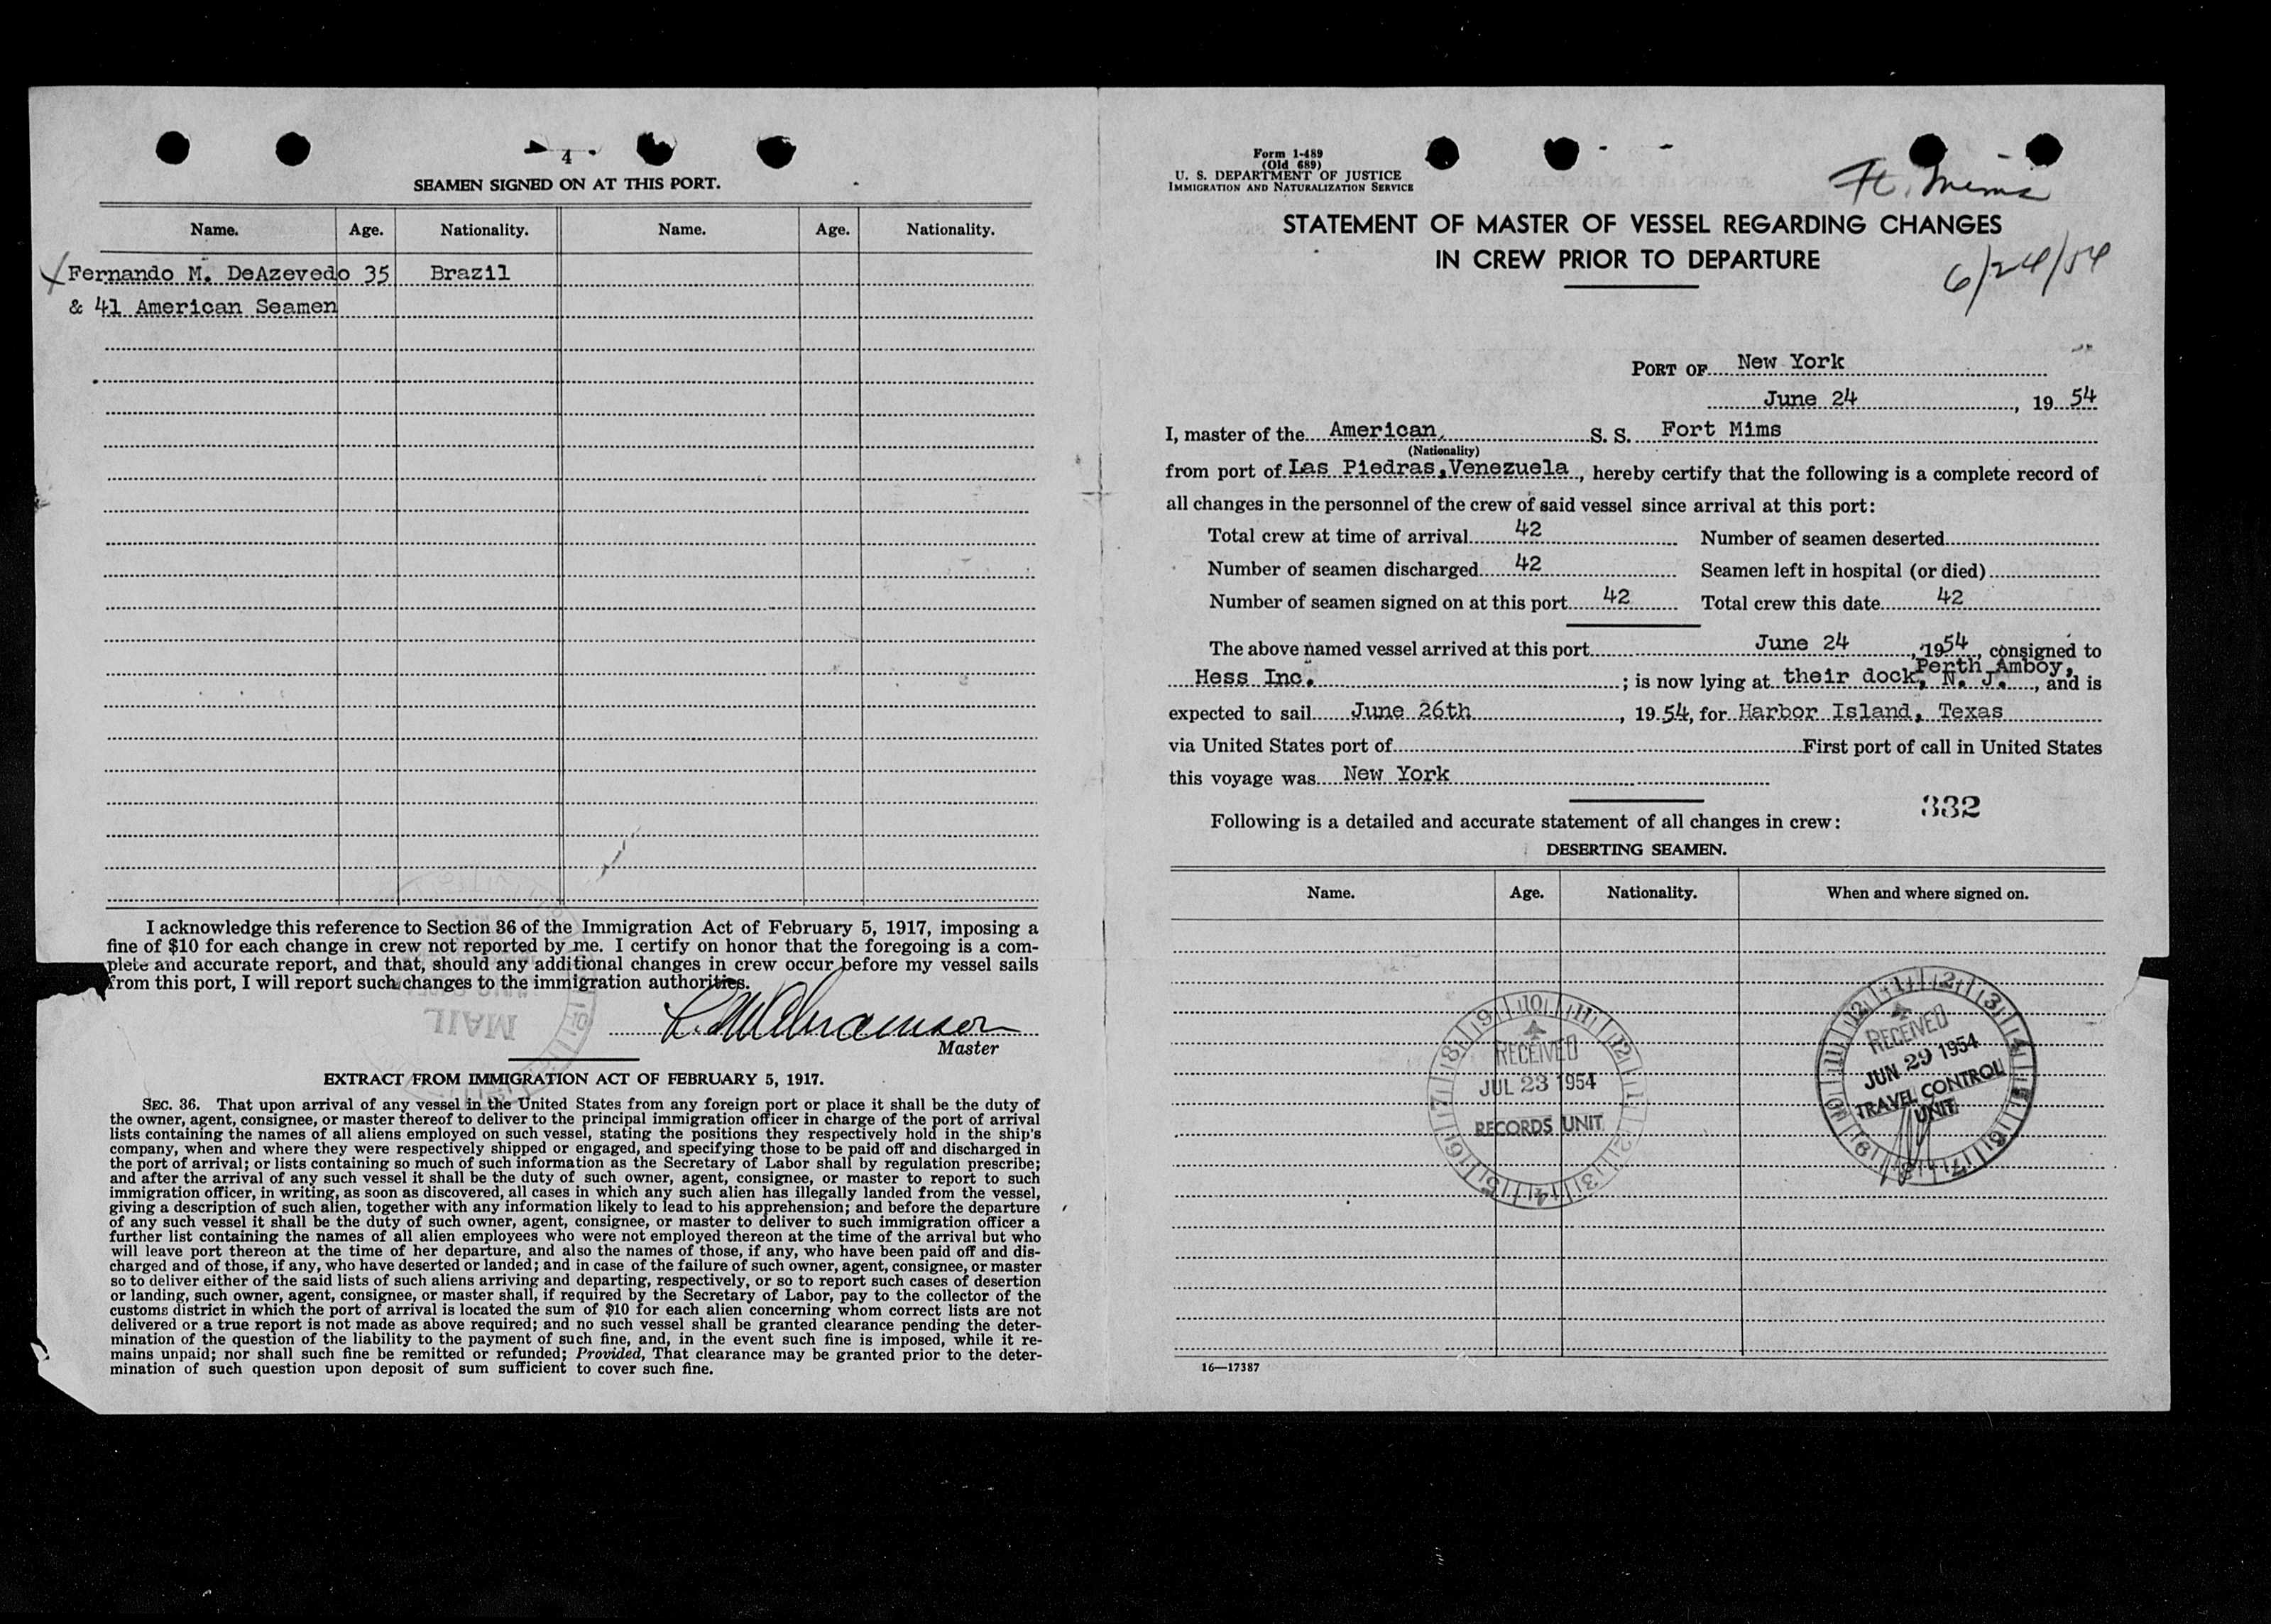 4
SEAMEN SIGNED ON AT THIS PORT.
Name. Age. Nationality. Name. Age. Nationality.
Fernando M. DeAzevedo 35 Brazil
& 41 American Seamen
I acknowledge this reference to Section 36 of the Immigration Act of February 5, 1917, imposing a
fine of $10 for each change in crew not reported by me. I certify on honor that the foregoing is a com-
plete and accurate report, and that, should any additional changes in crew occur before my vessel sails
from this port, I will report such changes to the immigration authorities.
MAIL
Master
EXTRACT FROM IMMIGRATION ACT OF FEBRUARY 5, 1917.
SEC. 36. That upon arrival of any vessel in the United States from any foreign port or place it shall be the duty of
the owner, agent, consignee, or master thereof to deliver to the principal immigration officer in charge of the port of arrival
lists containing the names of all aliens employed on such vessel, stating the positions they respectively hold in the ship's
company, when and where they were respectively shipped or engaged, and specifying those to be paid off and discharged in
the port of arrival; or lists containing so much of such information as the Secretary of Labor shall by regulation prescribe;
and after the arrival of any such vessel it shall be the duty of such owner, agent, consignee, or master to report to such
immigration officer, in writing, as soon as discovered, all cases in which any such alien has illegally landed from the vessel,
giving a description of such alien, together with any information likely to lead to his apprehension; and before the departure
of any such vessel it shall be the duty of such owner, agent, consignee, or master to deliver to such immigration officer a
further list containing the names of all alien employees who were not employed thereon at the time of the arrival but who
will leave port thereon at the time of her departure, and also the names of those, if any, who have been paid off and dis-
charged and of those, if any, who have deserted or landed; and in case of the failure of such owner, agent, consignee, or master
so to deliver either of the said lists of such aliens arriving and departing, respectively, or so to report such cases of desertion
or landing, such owner, agent, consignee, or master shall, if required by the Secretary of Labor, pay to the collector of the
customs district in which the port of arrival is located the sum of $10 for each alien concerning whom correct lists are not
delivered or a true report is not made as above required; and no such vessel shall be granted clearance pending the deter-
mination of the question of the liability to the payment of such fine, and, in the event such fine is imposed, while it re-
mains unpaid; nor shall such fine be remitted or refunded; Provided, That clearance may be granted prior to the deter-
mination of such question upon deposit of sum sufficient to cover such fine.
Form 1-489
(Old 689)
U. S. DEPARTMENT OF JUSTICE
IMMIGRATION AND NATURALIZATION SERVICE
Ft. Mims
STATEMENT OF MASTER OF VESSEL REGARDING CHANGES
IN CREW PRIOR TO DEPARTURE
6/24/54
PORT OF New York
June 24, 19 54
I, master of the American S. S. Fort Mims
(Nationality)
from port of Las Piedras, Venezuela, hereby certify that the following is a complete record of
all changes in the personnel of the crew of said vessel since arrival at this port:
Total crew at time of arrival 42 Number of seamen deserted
Number of seamen discharged 42 Seamen left in hospital (or died)
Number of seamen signed on at this port 42 Total crew this date 42
The above named vessel arrived at this port June 24, 1954, consigned to
Hess Inc. ; is now lying at their dock, Perth Amboy, N. J., and is
expected to sail June 26th, 19 54, for Harbor Island, Texas
via United States port of First port of call in United States
this voyage was New York
332
Following is a detailed and accurate statement of all changes in crew:
DESERTING SEAMEN.
Name. Age. Nationality. When and where signed on.
RECEIVED
JUL 23 1954
RECORDS UNIT
1 2 3 4 5 6 7 8 9 10 11 12
RECEIVED
JUN 29 1954
TRAVEL CONTROL
UNIT
1 2 3 4 5 6 7 8 9 10 11 12
16—17387